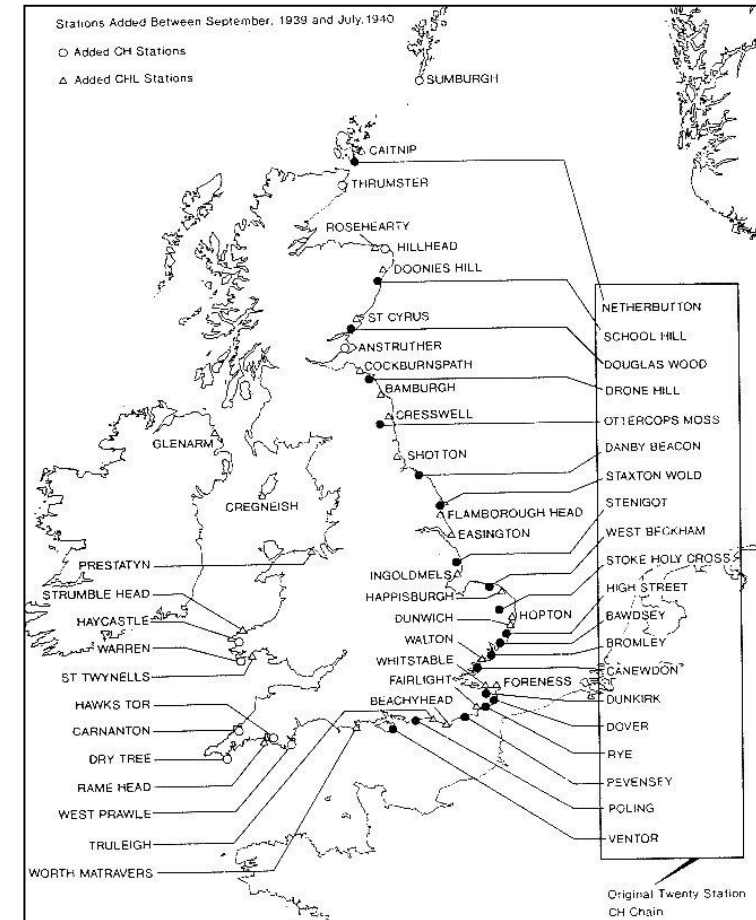 Stations Added Between September, 1939 and July, 1940
Added CH Stations
Added CHL Stations
SUMBURGH
CAITNIP
THRUMSTER
ROSEHEARTY
HILLHEAD
DOONIES HILL
ST CYRUS
ANSTRUTHER
COCKBURNSPATH
BAMBURGH
CRESSWELL
GLENARM
SHOTTON
CREGNEISH
FLAMBOROUGH HEAD
EASINGTON
PRESTATYN
INGOLDMELS
STRUMBLE HEAD
HAPPISBURGH
HAYCASTLE
DUNWICH
HOPTON
WARREN
WALTON
ST TWYNELLS
WHITSTABLE
FAIRLIGHT
FORENESS
HAWKS TOR
BEACHYHEAD
CARNANTON
DRY TREE
RAME HEAD
WEST PRAWLE
TRULEIGH
WORTH MATRAVERS
NETHERBUTTON
SCHOOL HILL
DOUGLAS WOOD
DRONE HILL
OTTERCOPS MOSS
DANBY BEACON
STAXTON WOLD
STENIGOT
WEST BECKHAM
STOKE HOLY CROSS
HIGH STREET
BAWDSEY
BROMLEY
CANEWDON
DUNKIRK
DOVER
RYE
PEVENSEY
POLING
VENTOR
Original Twenty Station
CH Chain